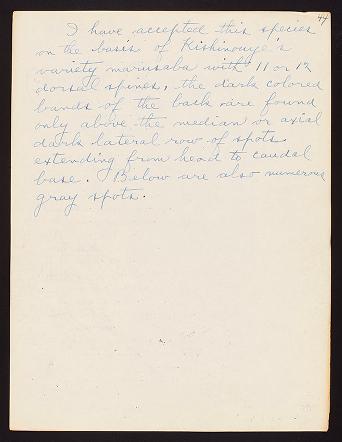 44
I have accepted this species
on the basis of Kishinouye's
variety marusaba with 11 or 12
dorsal spines, the dark colored
bands of the back are found
only above the median or axial
dark lateral row of spots
extending from head to caudal
base. Below are also numerous
gray spots.